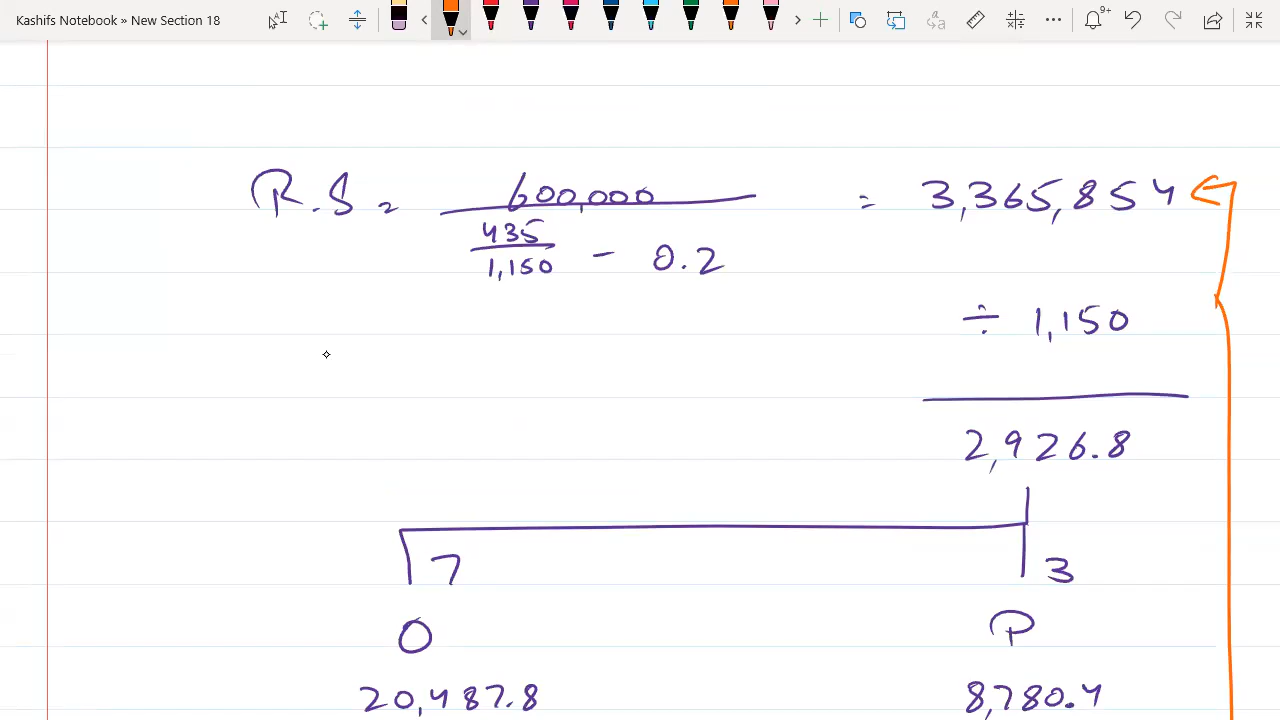 Kashifs Notebook » New Section 18
9+
R.S = 600,000 = 3,365,854
435
1,150 - 0.2
÷ 1,150
2,926.8
7 3
O P
20,487.8 8,780.4